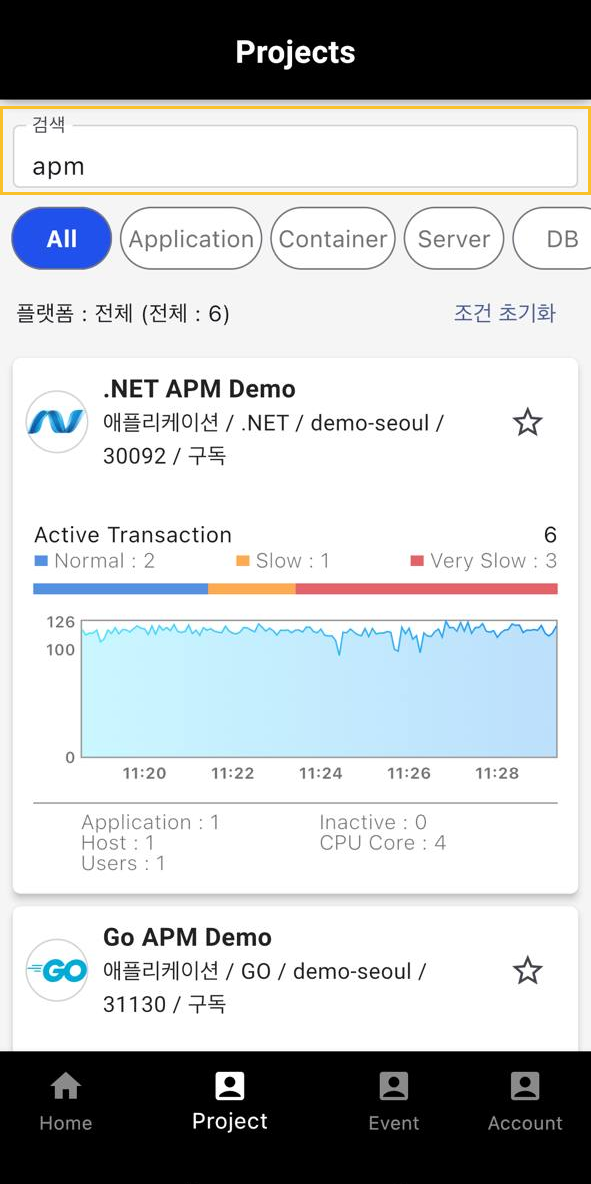 Projects
검색
apm
All
Application
Container
Server
DB
플랫폼 : 전체 (전체 : 6)
조건 초기화
.NET APM Demo
애플리케이션 / .NET / demo-seoul /
30092 / 구독
Active Transaction
6
Normal : 2
Slow : 1
Very Slow : 3
126
100
0
11:20
11:22
11:24
11:26
11:28
Application : 1
Inactive : 0
Host : 1
CPU Core : 4
Users : 1
GO
Go APM Demo
애플리케이션 / GO / demo-seoul /
31130 / 구독
Home
Project
Event
Account